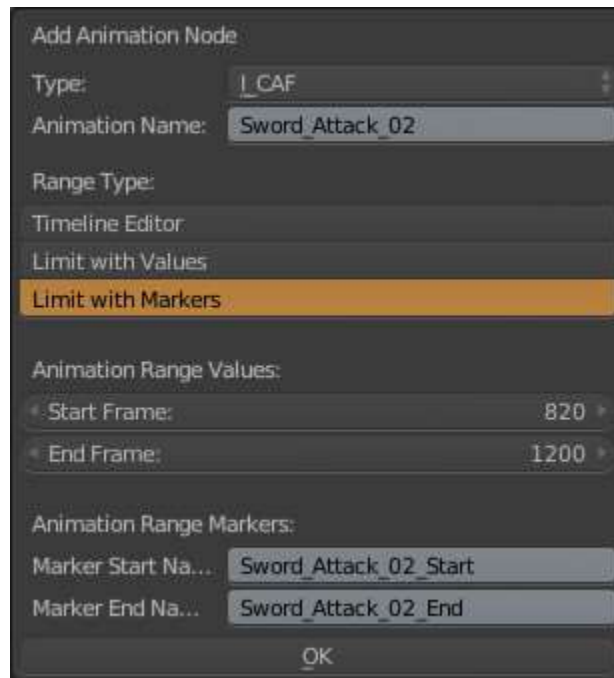 Add Animation Node
Type: I_CAF
Animation Name: Sword_Attack_02
Range Type:
Timeline Editor
Limit with Values
Limit with Markers
Animation Range Values:
Start Frame: 820
End Frame: 1200
Animation Range Markers:
Marker Start Na... Sword_Attack_02_Start
Marker End Na... Sword_Attack_02_End
OK